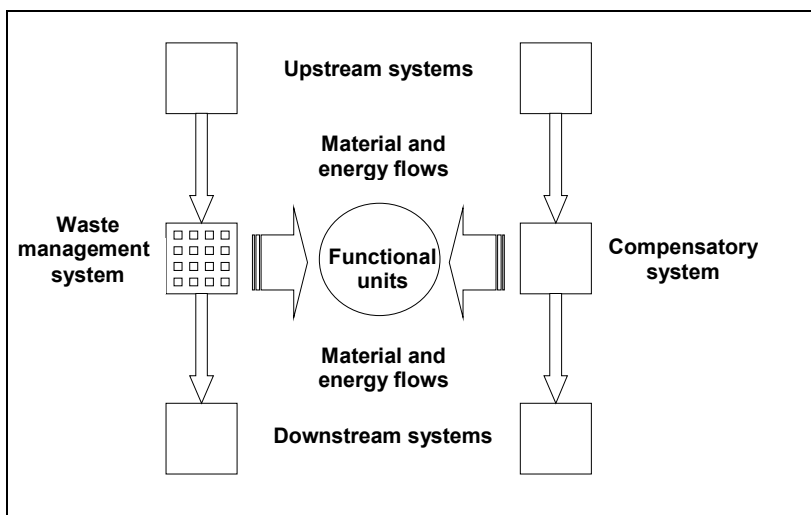 Upstream systems
Material and
energy flows
Waste
management
system
Functional
units
Compensatory
system
Material and
energy flows
Downstream systems